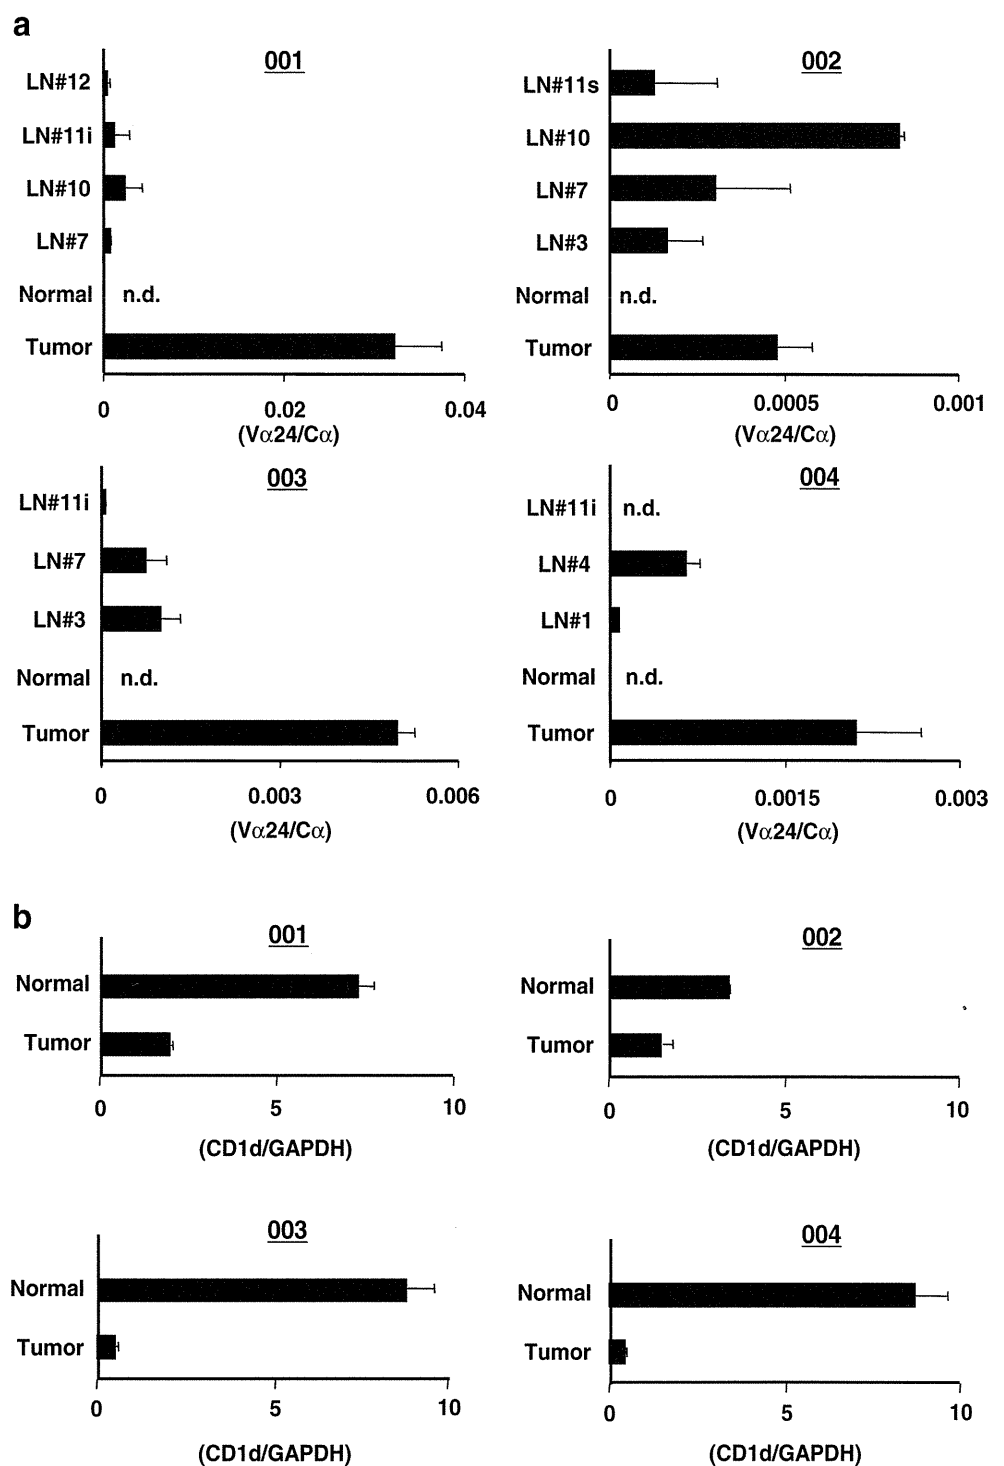 a
001
LN#12
LN#11i
LN#10
LN#7
Normal n.d.
Tumor
0 0.02 0.04
(Vα24/Cα)
002
LN#11s
LN#10
LN#7
LN#3
Normal n.d.
Tumor
0 0.0005 0.001
(Vα24/Cα)
003
LN#11i
LN#7
LN#3
Normal n.d.
Tumor
0 0.003 0.006
(Vα24/Cα)
004
LN#11i n.d.
LN#4
LN#1
Normal n.d.
Tumor
0 0.0015 0.003
(Vα24/Cα)
b
001
Normal
Tumor
0 5 10
(CD1d/GAPDH)
002
Normal
Tumor
0 5 10
(CD1d/GAPDH)
003
Normal
Tumor
0 5 10
(CD1d/GAPDH)
004
Normal
Tumor
0 5 10
(CD1d/GAPDH)